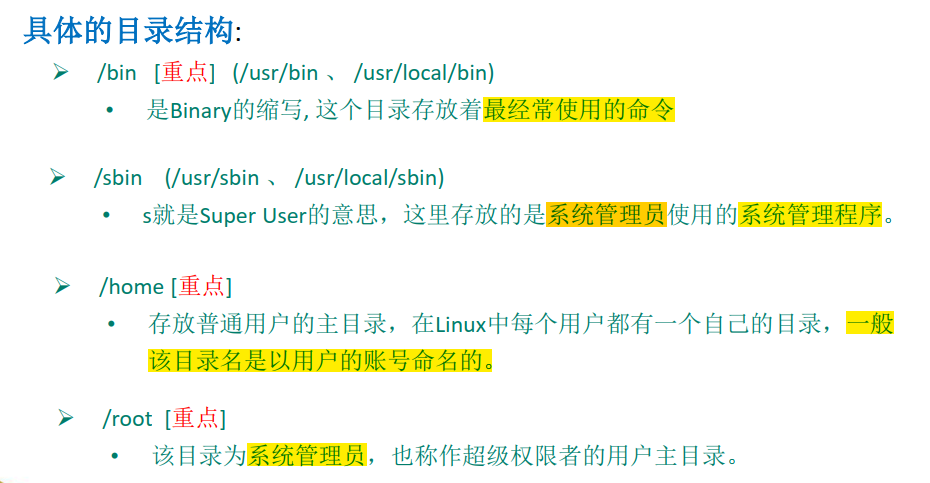 具体的目录结构:
➢ /bin [重点] (/usr/bin 、 /usr/local/bin)
• 是Binary的缩写, 这个目录存放着最经常使用的命令
➢ /sbin (/usr/sbin 、 /usr/local/sbin)
• s就是Super User的意思，这里存放的是系统管理员使用的系统管理程序。
➢ /home [重点]
• 存放普通用户的主目录，在Linux中每个用户都有一个自己的目录，一般
该目录名是以用户的账号命名的。
➢ /root [重点]
• 该目录为系统管理员，也称作超级权限者的用户主目录。